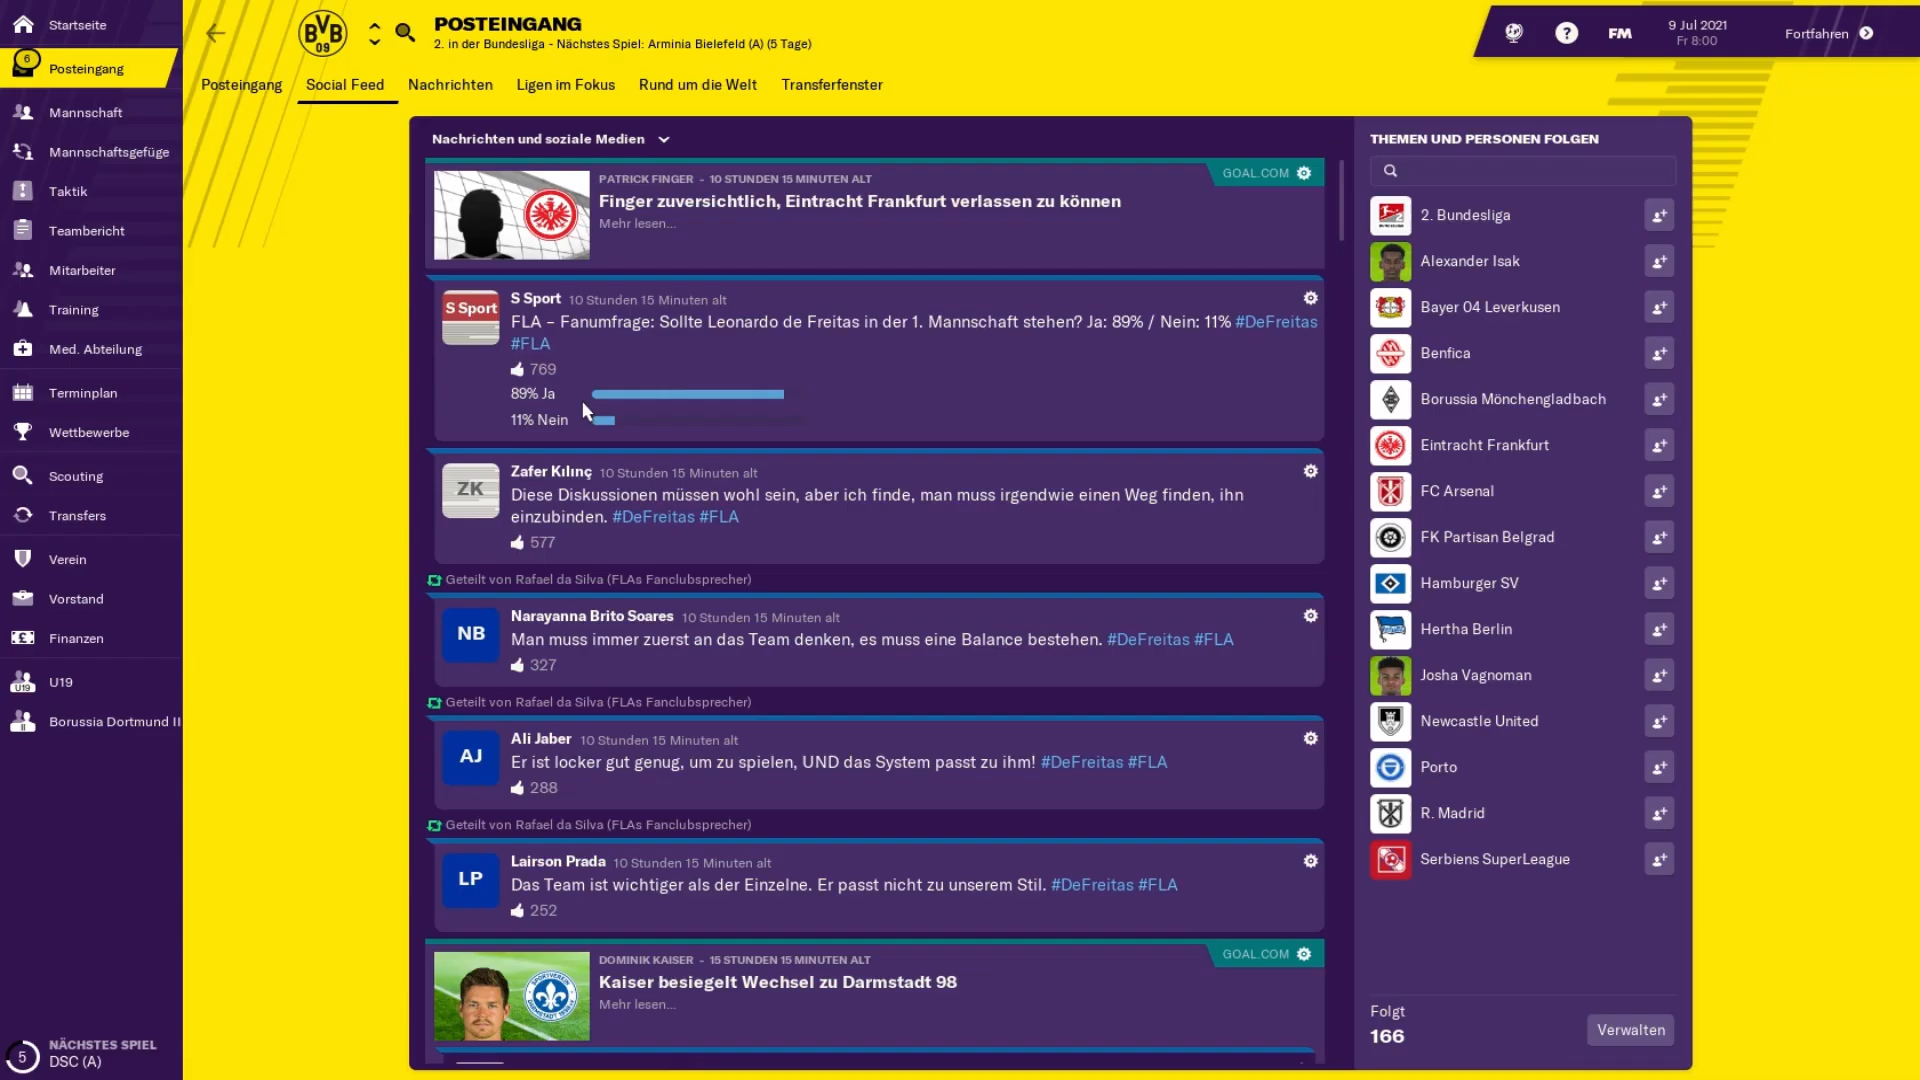 Startseite
6
Posteingang
Mannschaft
Mannschaftsgefüge
Taktik
Teambericht
Mitarbeiter
Training
Med. Abteilung
Terminplan
Wettbewerbe
Scouting
Transfers
Verein
Vorstand
Finanzen
U19
U19
II
Borussia Dortmund II
5
NÄCHSTES SPIEL
DSC (A)
BVB
09
POSTEINGANG
2. in der Bundesliga - Nächstes Spiel: Arminia Bielefeld (A) (5 Tage)
?
FM
9 Jul 2021
Fr 8:00
Fortfahren
Posteingang
Social Feed
Nachrichten
Ligen im Fokus
Rund um die Welt
Transferfenster
Nachrichten und soziale Medien
PATRICK FINGER - 10 STUNDEN 15 MINUTEN ALT
GOAL.COM
Finger zuversichtlich, Eintracht Frankfurt verlassen zu können
Mehr lesen...
S Sport
S Sport 10 Stunden 15 Minuten alt
FLA – Fanumfrage: Sollte Leonardo de Freitas in der 1. Mannschaft stehen? Ja: 89% / Nein: 11% #DeFreitas
#FLA
769
89% Ja
11% Nein
ZK
Zafer Kılınç 10 Stunden 15 Minuten alt
Diese Diskussionen müssen wohl sein, aber ich finde, man muss irgendwie einen Weg finden, ihn
einzubinden. #DeFreitas #FLA
577
Geteilt von Rafael da Silva (FLAs Fanclubsprecher)
NB
Narayanna Brito Soares 10 Stunden 15 Minuten alt
Man muss immer zuerst an das Team denken, es muss eine Balance bestehen. #DeFreitas #FLA
327
Geteilt von Rafael da Silva (FLAs Fanclubsprecher)
AJ
Ali Jaber 10 Stunden 15 Minuten alt
Er ist locker gut genug, um zu spielen, UND das System passt zu ihm! #DeFreitas #FLA
288
Geteilt von Rafael da Silva (FLAs Fanclubsprecher)
LP
Lairson Prada 10 Stunden 15 Minuten alt
Das Team ist wichtiger als der Einzelne. Er passt nicht zu unserem Stil. #DeFreitas #FLA
252
DOMINIK KAISER - 15 STUNDEN 15 MINUTEN ALT
GOAL.COM
Kaiser besiegelt Wechsel zu Darmstadt 98
Mehr lesen...
THEMEN UND PERSONEN FOLGEN
2. Bundesliga
Alexander Isak
Bayer 04 Leverkusen
Benfica
Borussia Mönchengladbach
Eintracht Frankfurt
FC Arsenal
FK Partisan Belgrad
Hamburger SV
Hertha Berlin
Josha Vagnoman
Newcastle United
Porto
R. Madrid
Serbiens SuperLeague
Folgt
166
Verwalten